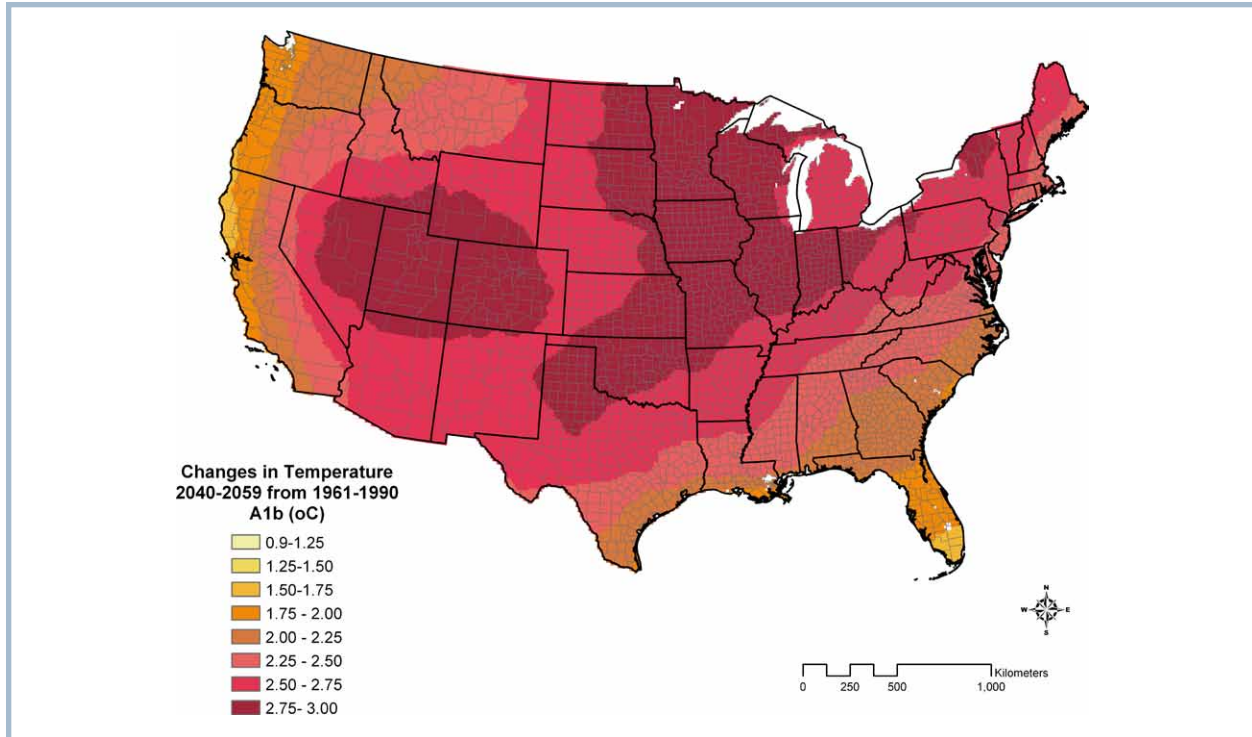 Changes in Temperature
2040-2059 from 1961-1990
A1b (oC)
0.9-1.25
1.25-1.50
1.50-1.75
1.75 - 2.00
2.00 - 2.25
2.25 - 2.50
2.50 - 2.75
2.75- 3.00
N
W E
S
Kilometers
0 250 500 1,000